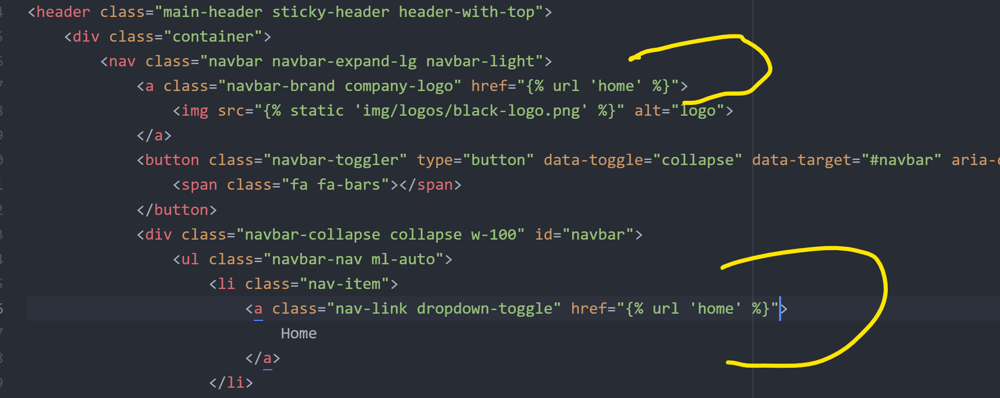 <header class="main-header sticky-header header-with-top">
<div class="container">
<nav class="navbar navbar-expand-lg navbar-light">
<a class="navbar-brand company-logo" href="{% url 'home' %}">
<img src="{% static 'img/logos/black-logo.png' %}" alt="logo">
</a>
<button class="navbar-toggler" type="button" data-toggle="collapse" data-target="#navbar"
<span class="fa fa-bars"></span>
</button>
<div class="navbar-collapse collapse w-100" id="navbar">
<ul class="navbar-nav ml-auto">
<li class="nav-item">
<a class="nav-link dropdown-toggle" href="{% url 'home' %}">
Home
</a>
</li>